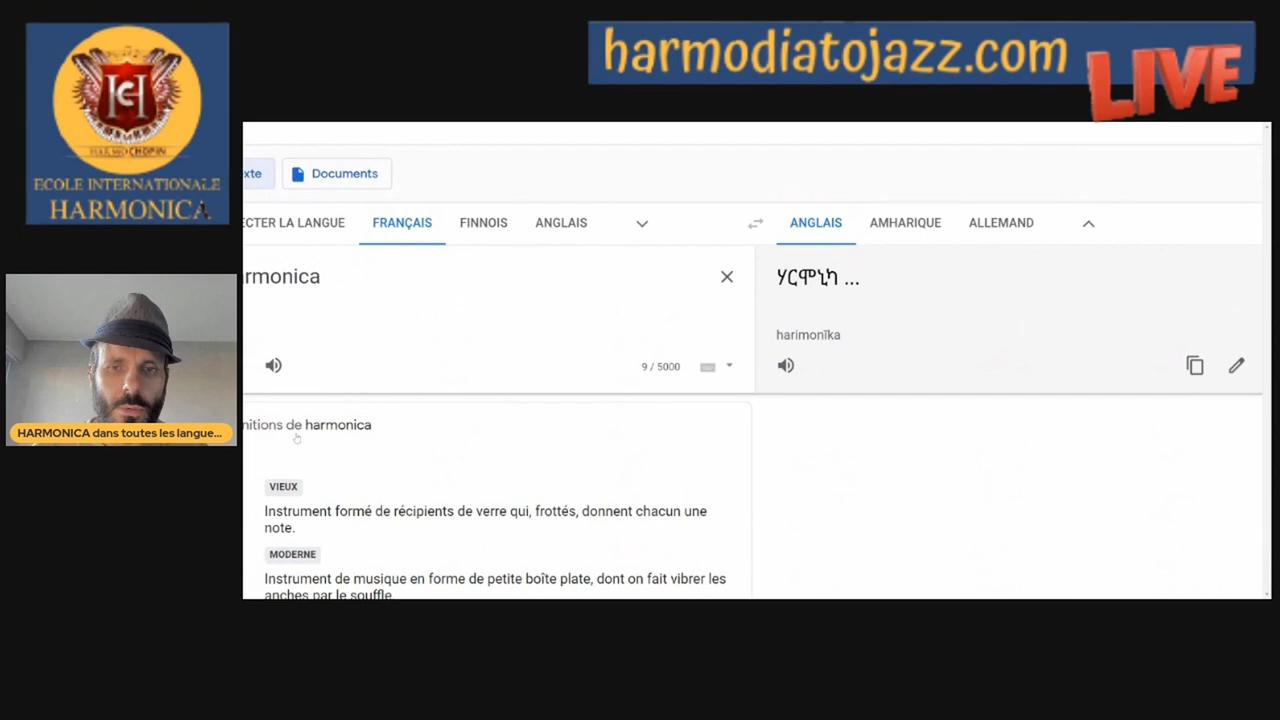 harmodiatojazz.com
LIVE
HC
HARMOCHOPIN
ECOLE INTERNATIONALE
HARMONICA
xte
Documents
ECTER LA LANGUE
FRANÇAIS
FINNOIS
ANGLAIS
ANGLAIS
AMHARIQUE
ALLEMAND
rmonica
ሃርሞኒካ ...
harimonīka
9 / 5000
HARMONICA dans toutes les langue...
nitions de harmonica
VIEUX
Instrument formé de récipients de verre qui, frottés, donnent chacun une
note.
MODERNE
Instrument de musique en forme de petite boîte plate, dont on fait vibrer les
anches par le souffle.